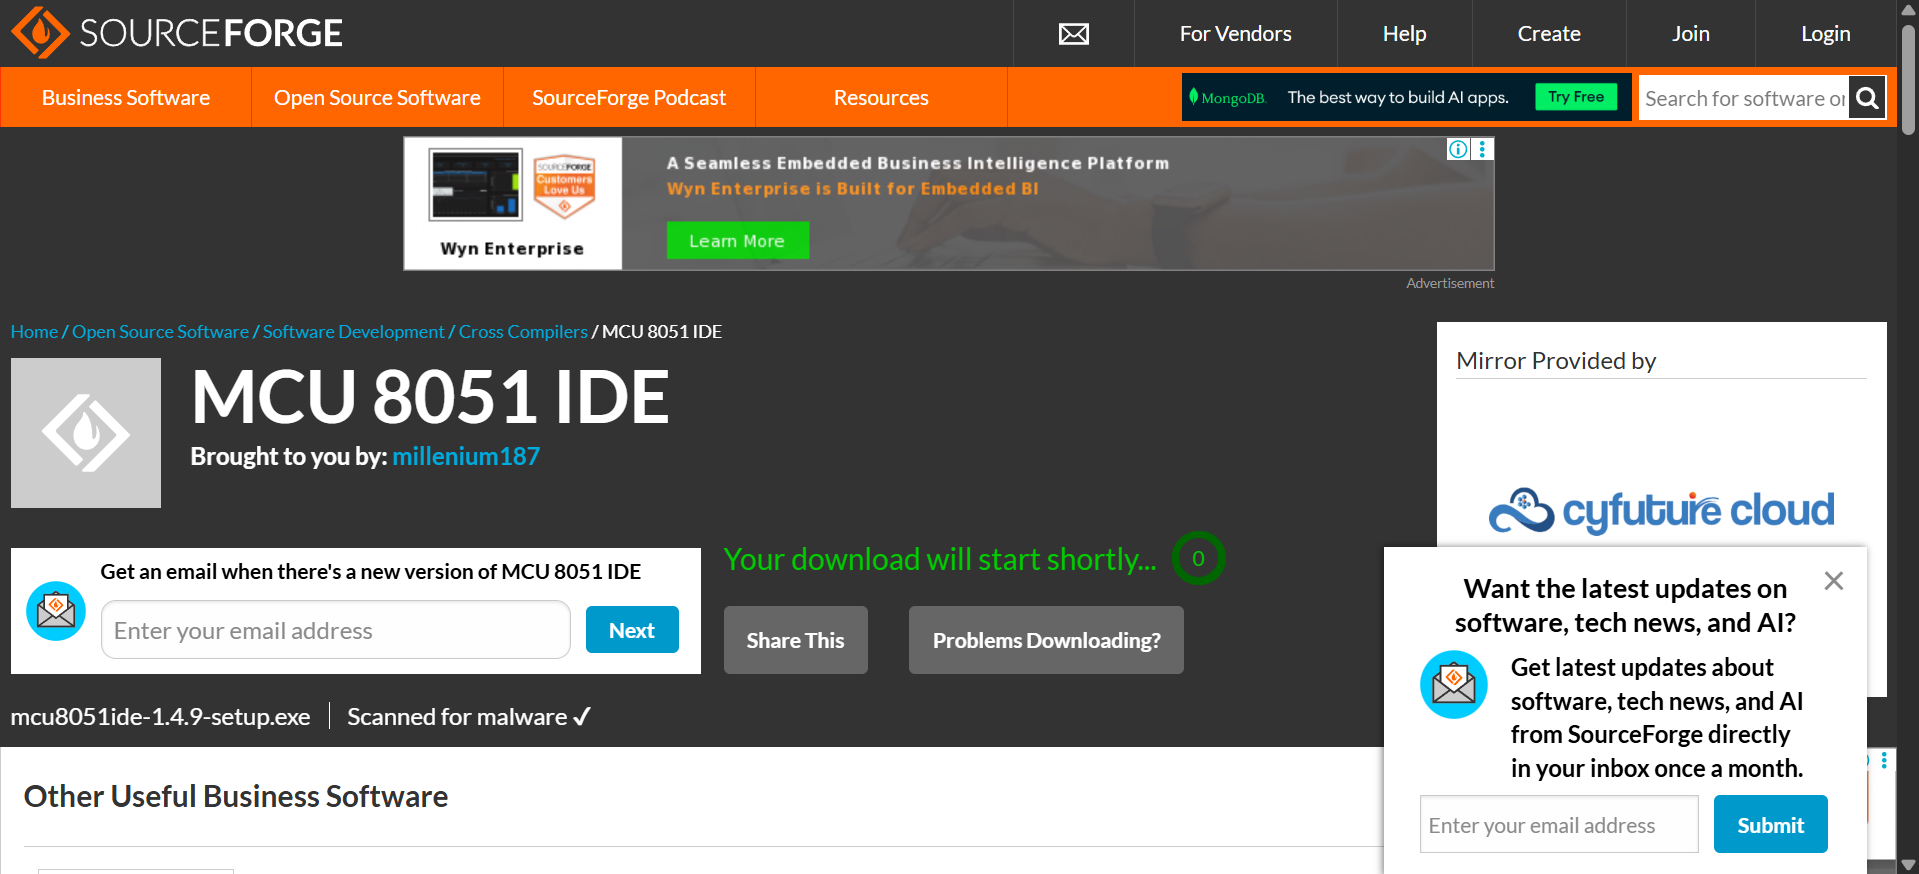 SOURCEFORGE
For Vendors
Help
Create
Join
Login
Business Software
Open Source Software
SourceForge Podcast
Resources
MongoDB.
The best way to build AI apps.
Try Free
Search for software or
SOURCEFORGE
Customers
Love Us
Wyn Enterprise
A Seamless Embedded Business Intelligence Platform
Wyn Enterprise is Built for Embedded BI
Learn More
Advertisement
Home / Open Source Software / Software Development / Cross Compilers / MCU 8051 IDE
MCU 8051 IDE
Brought to you by: millenium187
Mirror Provided by
cyfuture cloud
Get an email when there's a new version of MCU 8051 IDE
Enter your email address
Next
Your download will start shortly... 0
Share This
Problems Downloading?
mcu8051ide-1.4.9-setup.exe
Scanned for malware ✓
Other Useful Business Software
Want the latest updates on
software, tech news, and AI?
Get latest updates about
software, tech news, and AI
from SourceForge directly
in your inbox once a month.
Enter your email address
Submit